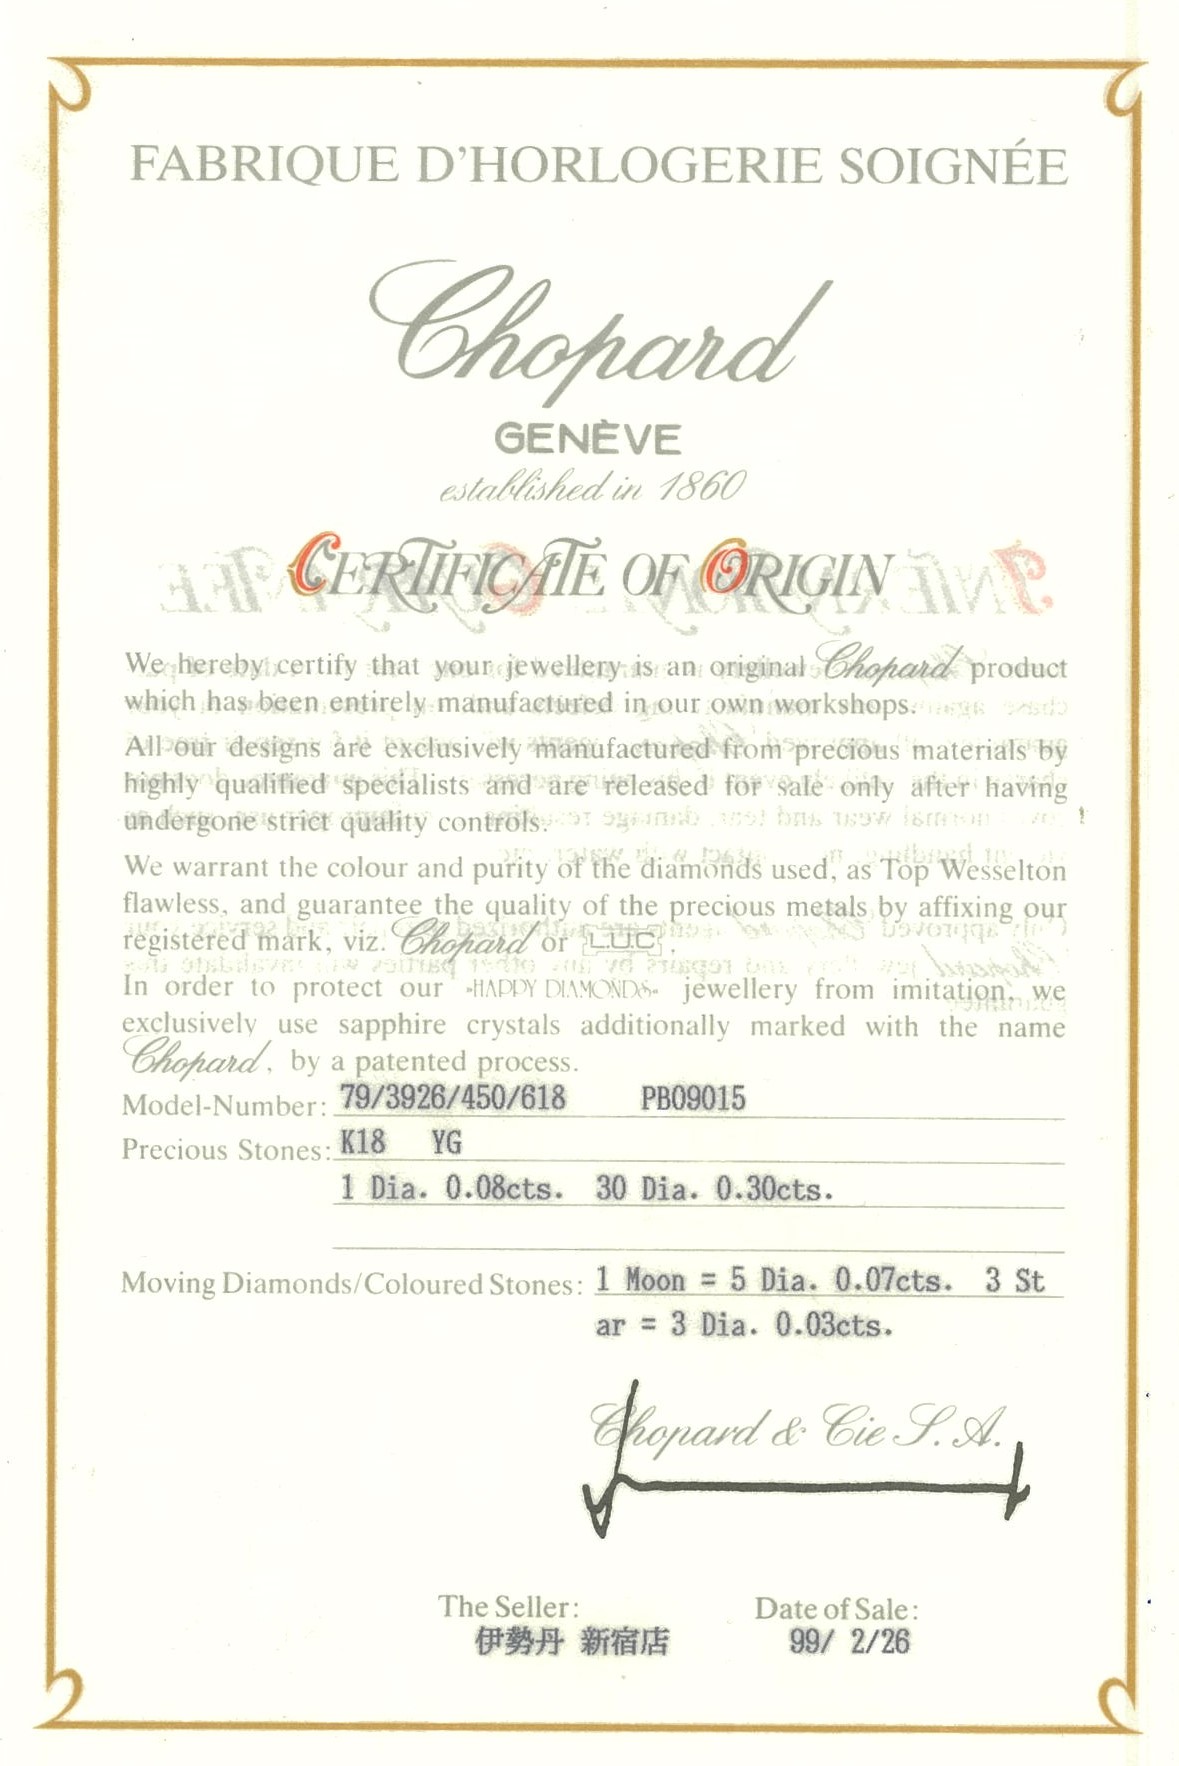 FABRIQUE D'HORLOGERIE SOIGNÉE
Chopard
GENÈVE
established in 1860
CERTIFICATE OF ORIGIN
We hereby certify that your jewellery is an original Chopard product
which has been entirely manufactured in our own workshops.
All our designs are exclusively manufactured from precious materials by
highly qualified specialists and are released for sale only after having
undergone strict quality controls.
We warrant the colour and purity of the diamonds used, as Top Wesselton
flawless, and guarantee the quality of the precious metals by affixing our
registered mark, viz. Chopard or L.U.C .
In order to protect our »HAPPY DIAMONDS« jewellery from imitation, we
exclusively use sapphire crystals additionally marked with the name
Chopard, by a patented process.
Model-Number: 79/3926/450/618 PB09015
Precious Stones: K18 YG
1 Dia. 0.08cts. 30 Dia. 0.30cts.
Moving Diamonds/Coloured Stones: 1 Moon = 5 Dia. 0.07cts. 3 St
ar = 3 Dia. 0.03cts.
Chopard & Cie S.A.
The Seller: Date of Sale:
伊勢丹 新宿店 99/ 2/26